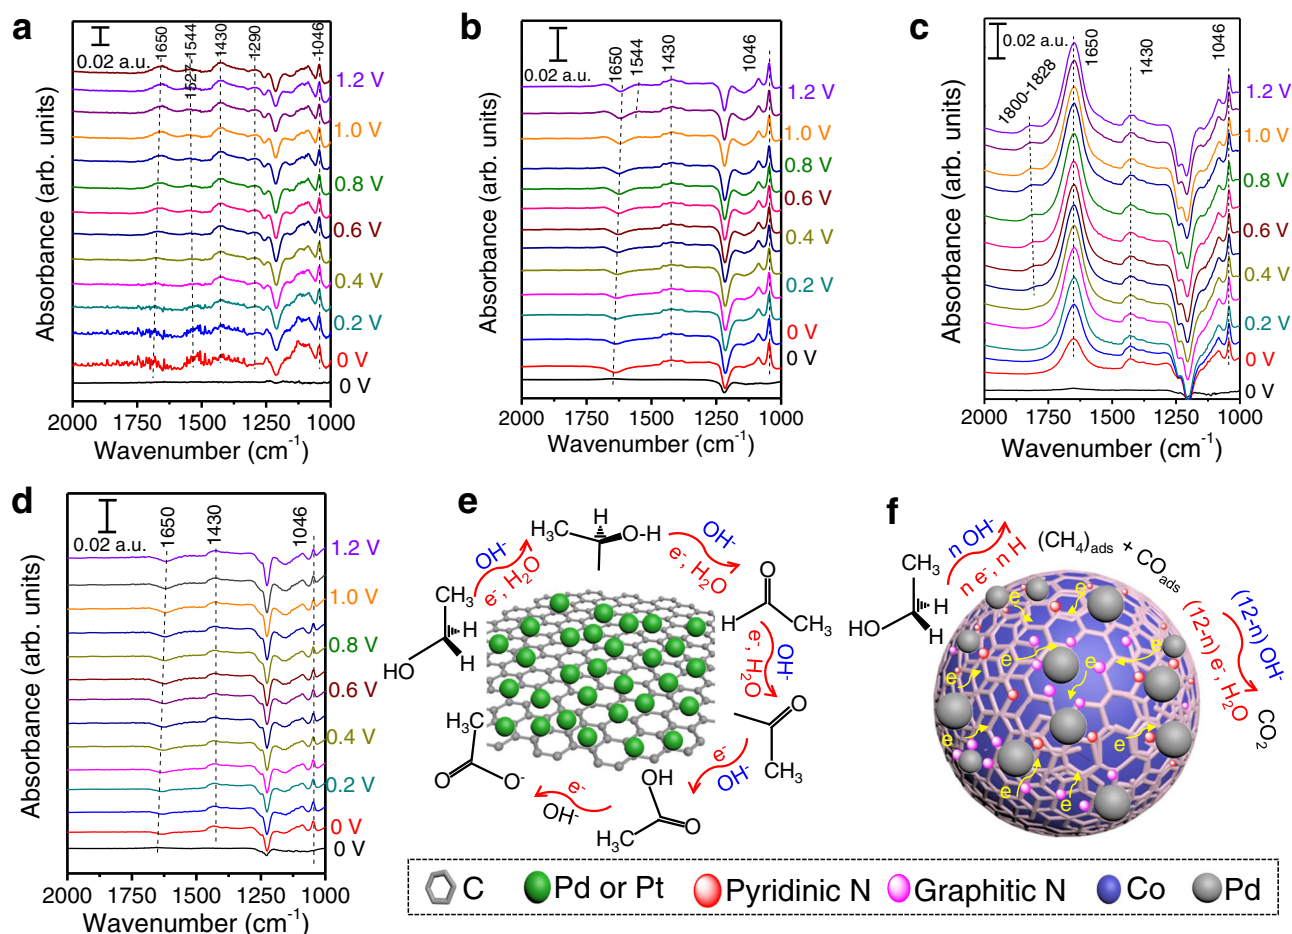 a
0.02 a.u.
1650
1527-1544
1430
1290
1046
1.2 V
1.0 V
0.8 V
0.6 V
0.4 V
0.2 V
0 V
0 V
Absorbance (arb. units)
2000 1750 1500 1250 1000
Wavenumber (cm⁻¹)
b
0.02 a.u.
1650
1544
1430
1046
1.2 V
1.0 V
0.8 V
0.6 V
0.4 V
0.2 V
0 V
0 V
Absorbance (arb. units)
2000 1750 1500 1250 1000
Wavenumber (cm⁻¹)
c
0.02 a.u.
1800-1828
1650
1430
1046
1.2 V
1.0 V
0.8 V
0.6 V
0.4 V
0.2 V
0 V
0 V
Absorbance (arb. units)
2000 1750 1500 1250 1000
Wavenumber (cm⁻¹)
d
0.02 a.u.
1650
1430
1046
1.2 V
1.0 V
0.8 V
0.6 V
0.4 V
0.2 V
0 V
0 V
Absorbance (arb. units)
2000 1750 1500 1250 1000
Wavenumber (cm⁻¹)
e
CH₃
H
H
HO
OH⁻
e⁻, H₂O
H₃C
H
O-H
OH⁻
e⁻, H₂O
O
H
CH₃
OH⁻
e⁻, H₂O
O
CH₃
e⁻
OH⁻
OH
H₃C
O
e⁻
OH⁻
H₃C
O
O⁻
f
CH₃
H
H
HO
n OH⁻
n e⁻, n H
(CH₄)ads + COads
(12-n) OH⁻
(12-n) e⁻, H₂O
CO₂
e⁻
e⁻
e⁻
e⁻
e⁻
e⁻
e⁻
e⁻
e⁻
e⁻
C
Pd or Pt
Pyridinic N
Graphitic N
Co
Pd